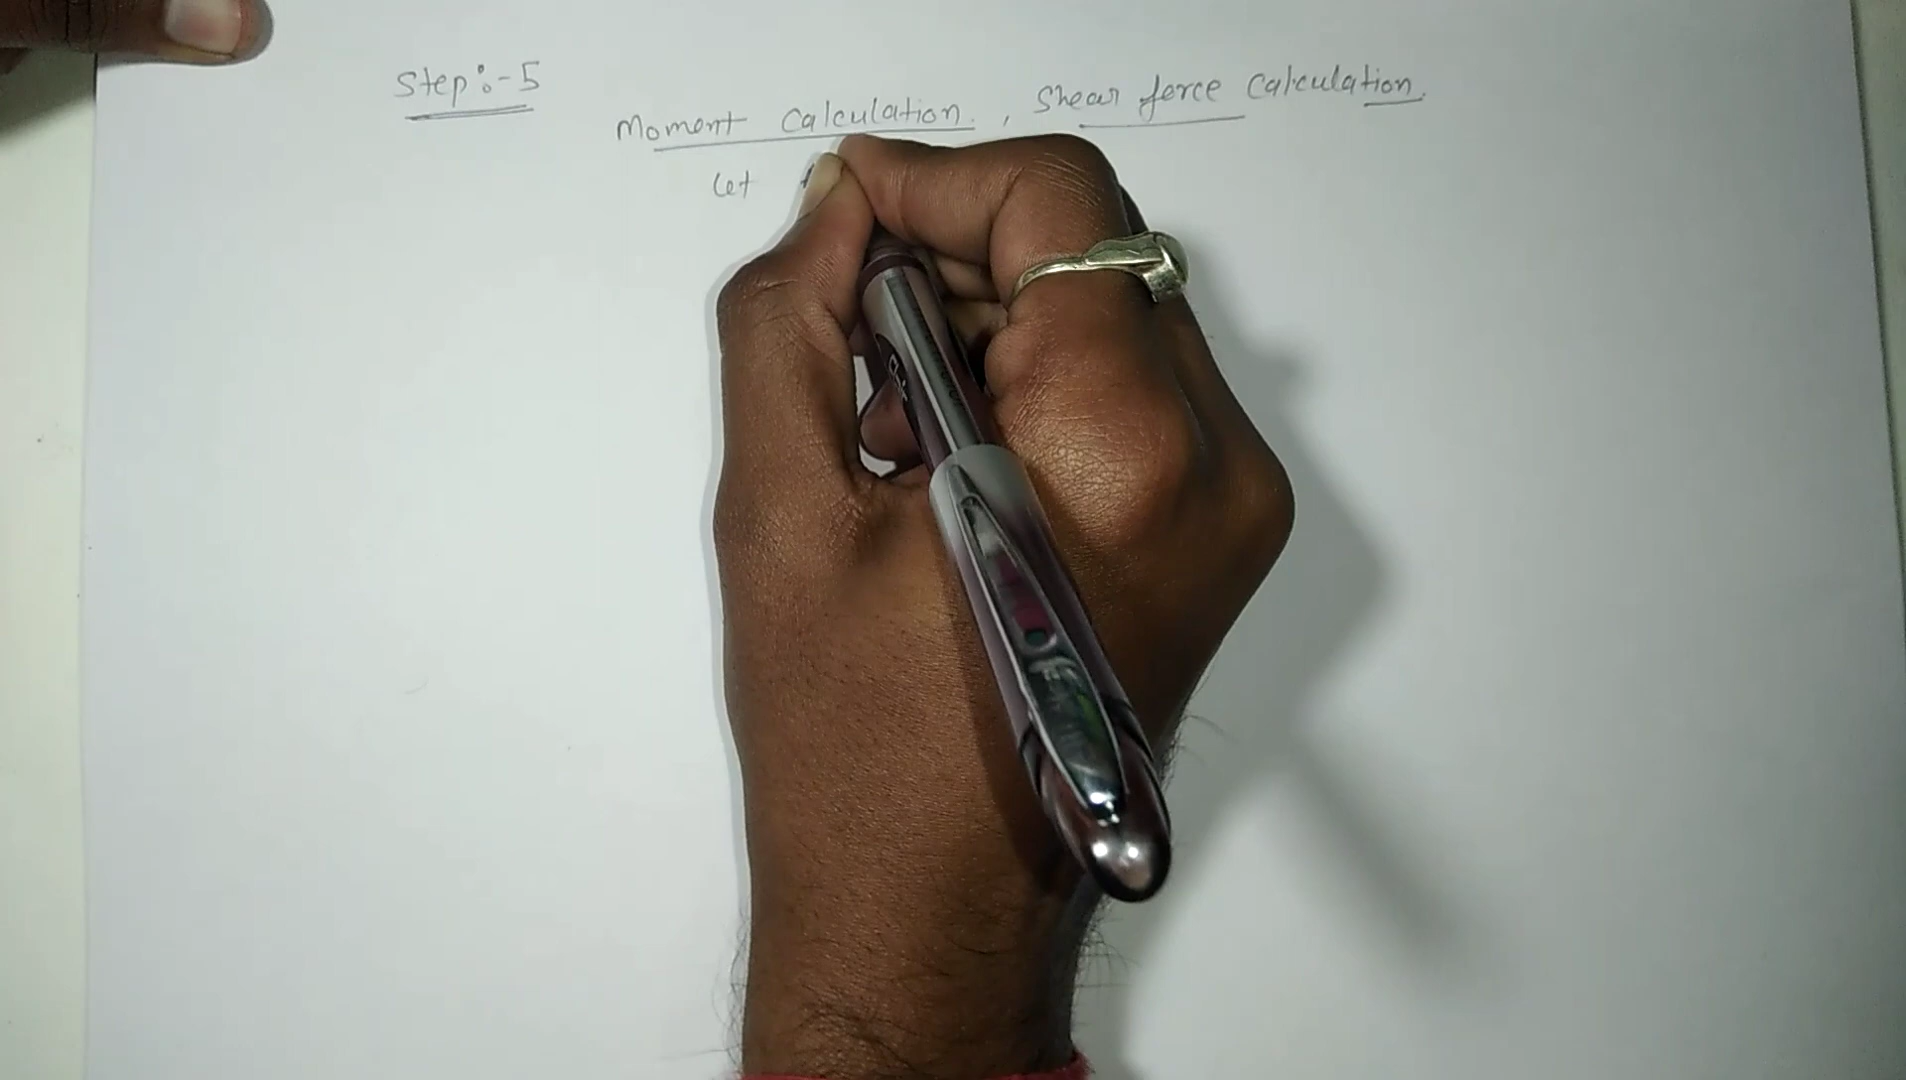 Step:-5
Moment Calculation. , Shear force Calculation.
Let